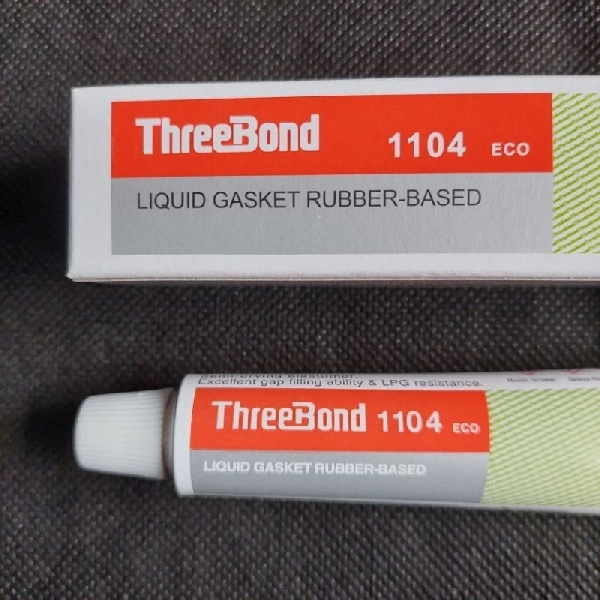 ThreeBond 1104 ECO
LIQUID GASKET RUBBER-BASED
Excellent gap filling ability & LPG resistance.
ThreeBond 1104 ECO
LIQUID GASKET RUBBER-BASED